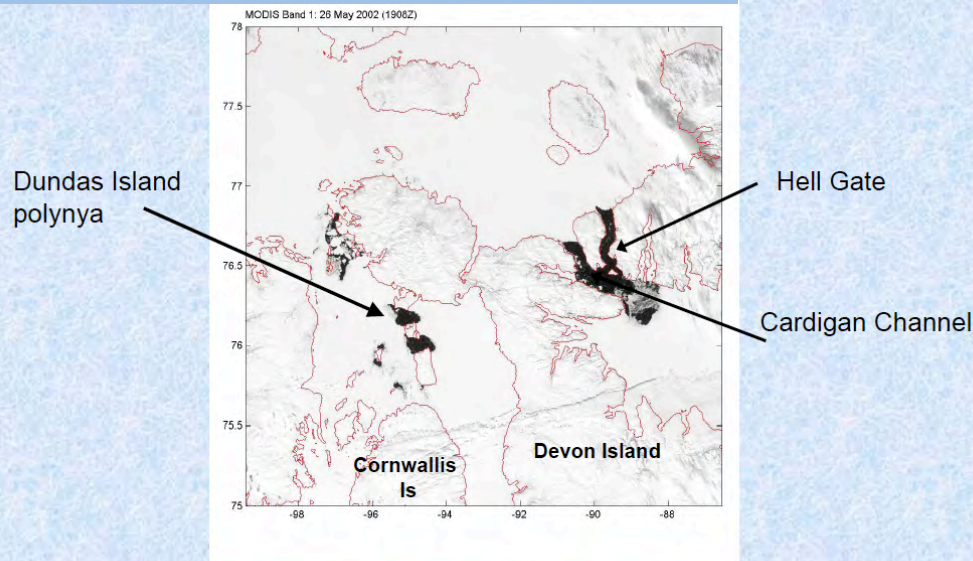 MODIS Band 1: 26 May 2002 (1908Z)
78
77.5
77
76.5
76
75.5
75
-98
-96
-94
-92
-90
-88
Dundas Island
polynya
Hell Gate
Cardigan Channel
Cornwallis
Is
Devon Island